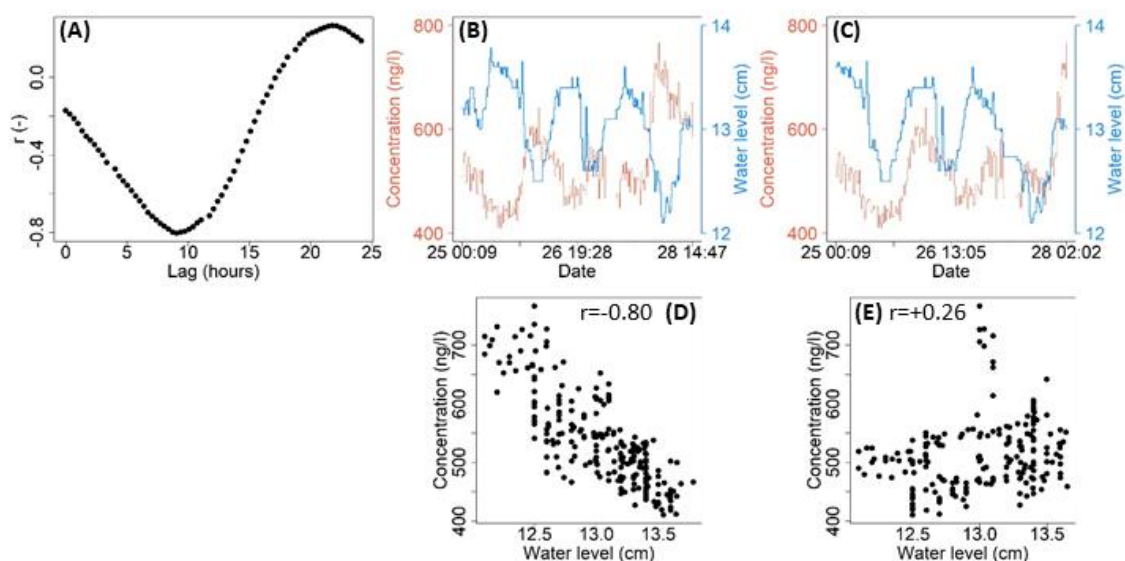 (A)
0.0
-0.4
-0.8
r (-)
0 5 10 15 20 25
Lag (hours)
(B)
800
600
400
Concentration (ng/l)
14
13
12
Water level (cm)
25 00:09 26 19:28 28 14:47
Date
(C)
800
600
400
Concentration (ng/l)
14
13
12
Water level (cm)
25 00:09 26 13:05 28 02:02
Date
r=-0.80 (D)
700
600
500
400
Concentration (ng/l)
12.5 13.0 13.5
Water level (cm)
(E) r=+0.26
700
600
500
400
Concentration (ng/l)
12.5 13.0 13.5
Water level (cm)